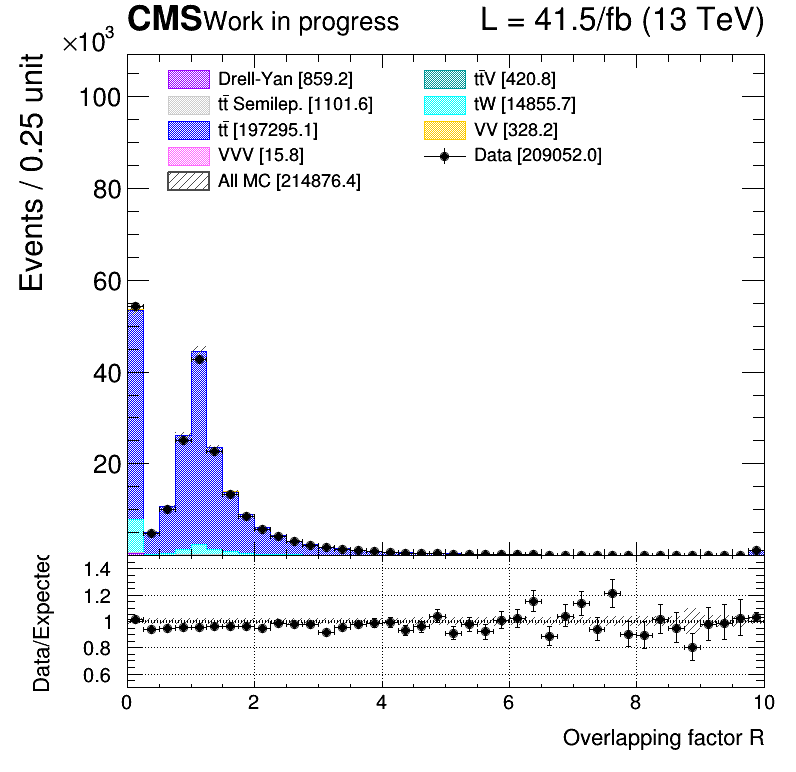 CMS Work in progress L = 41.5/fb (13 TeV)
×10³
Events / 0.25 unit
100
80
60
40
20
Drell-Yan [859.2]
tt̄ Semilep. [1101.6]
tt̄ [197295.1]
VVV [15.8]
All MC [214876.4]
tt̄V [420.8]
tW [14855.7]
VV [328.2]
Data [209052.0]
Data/Expected
1.4
1.2
1
0.8
0.6
0 2 4 6 8 10
Overlapping factor R